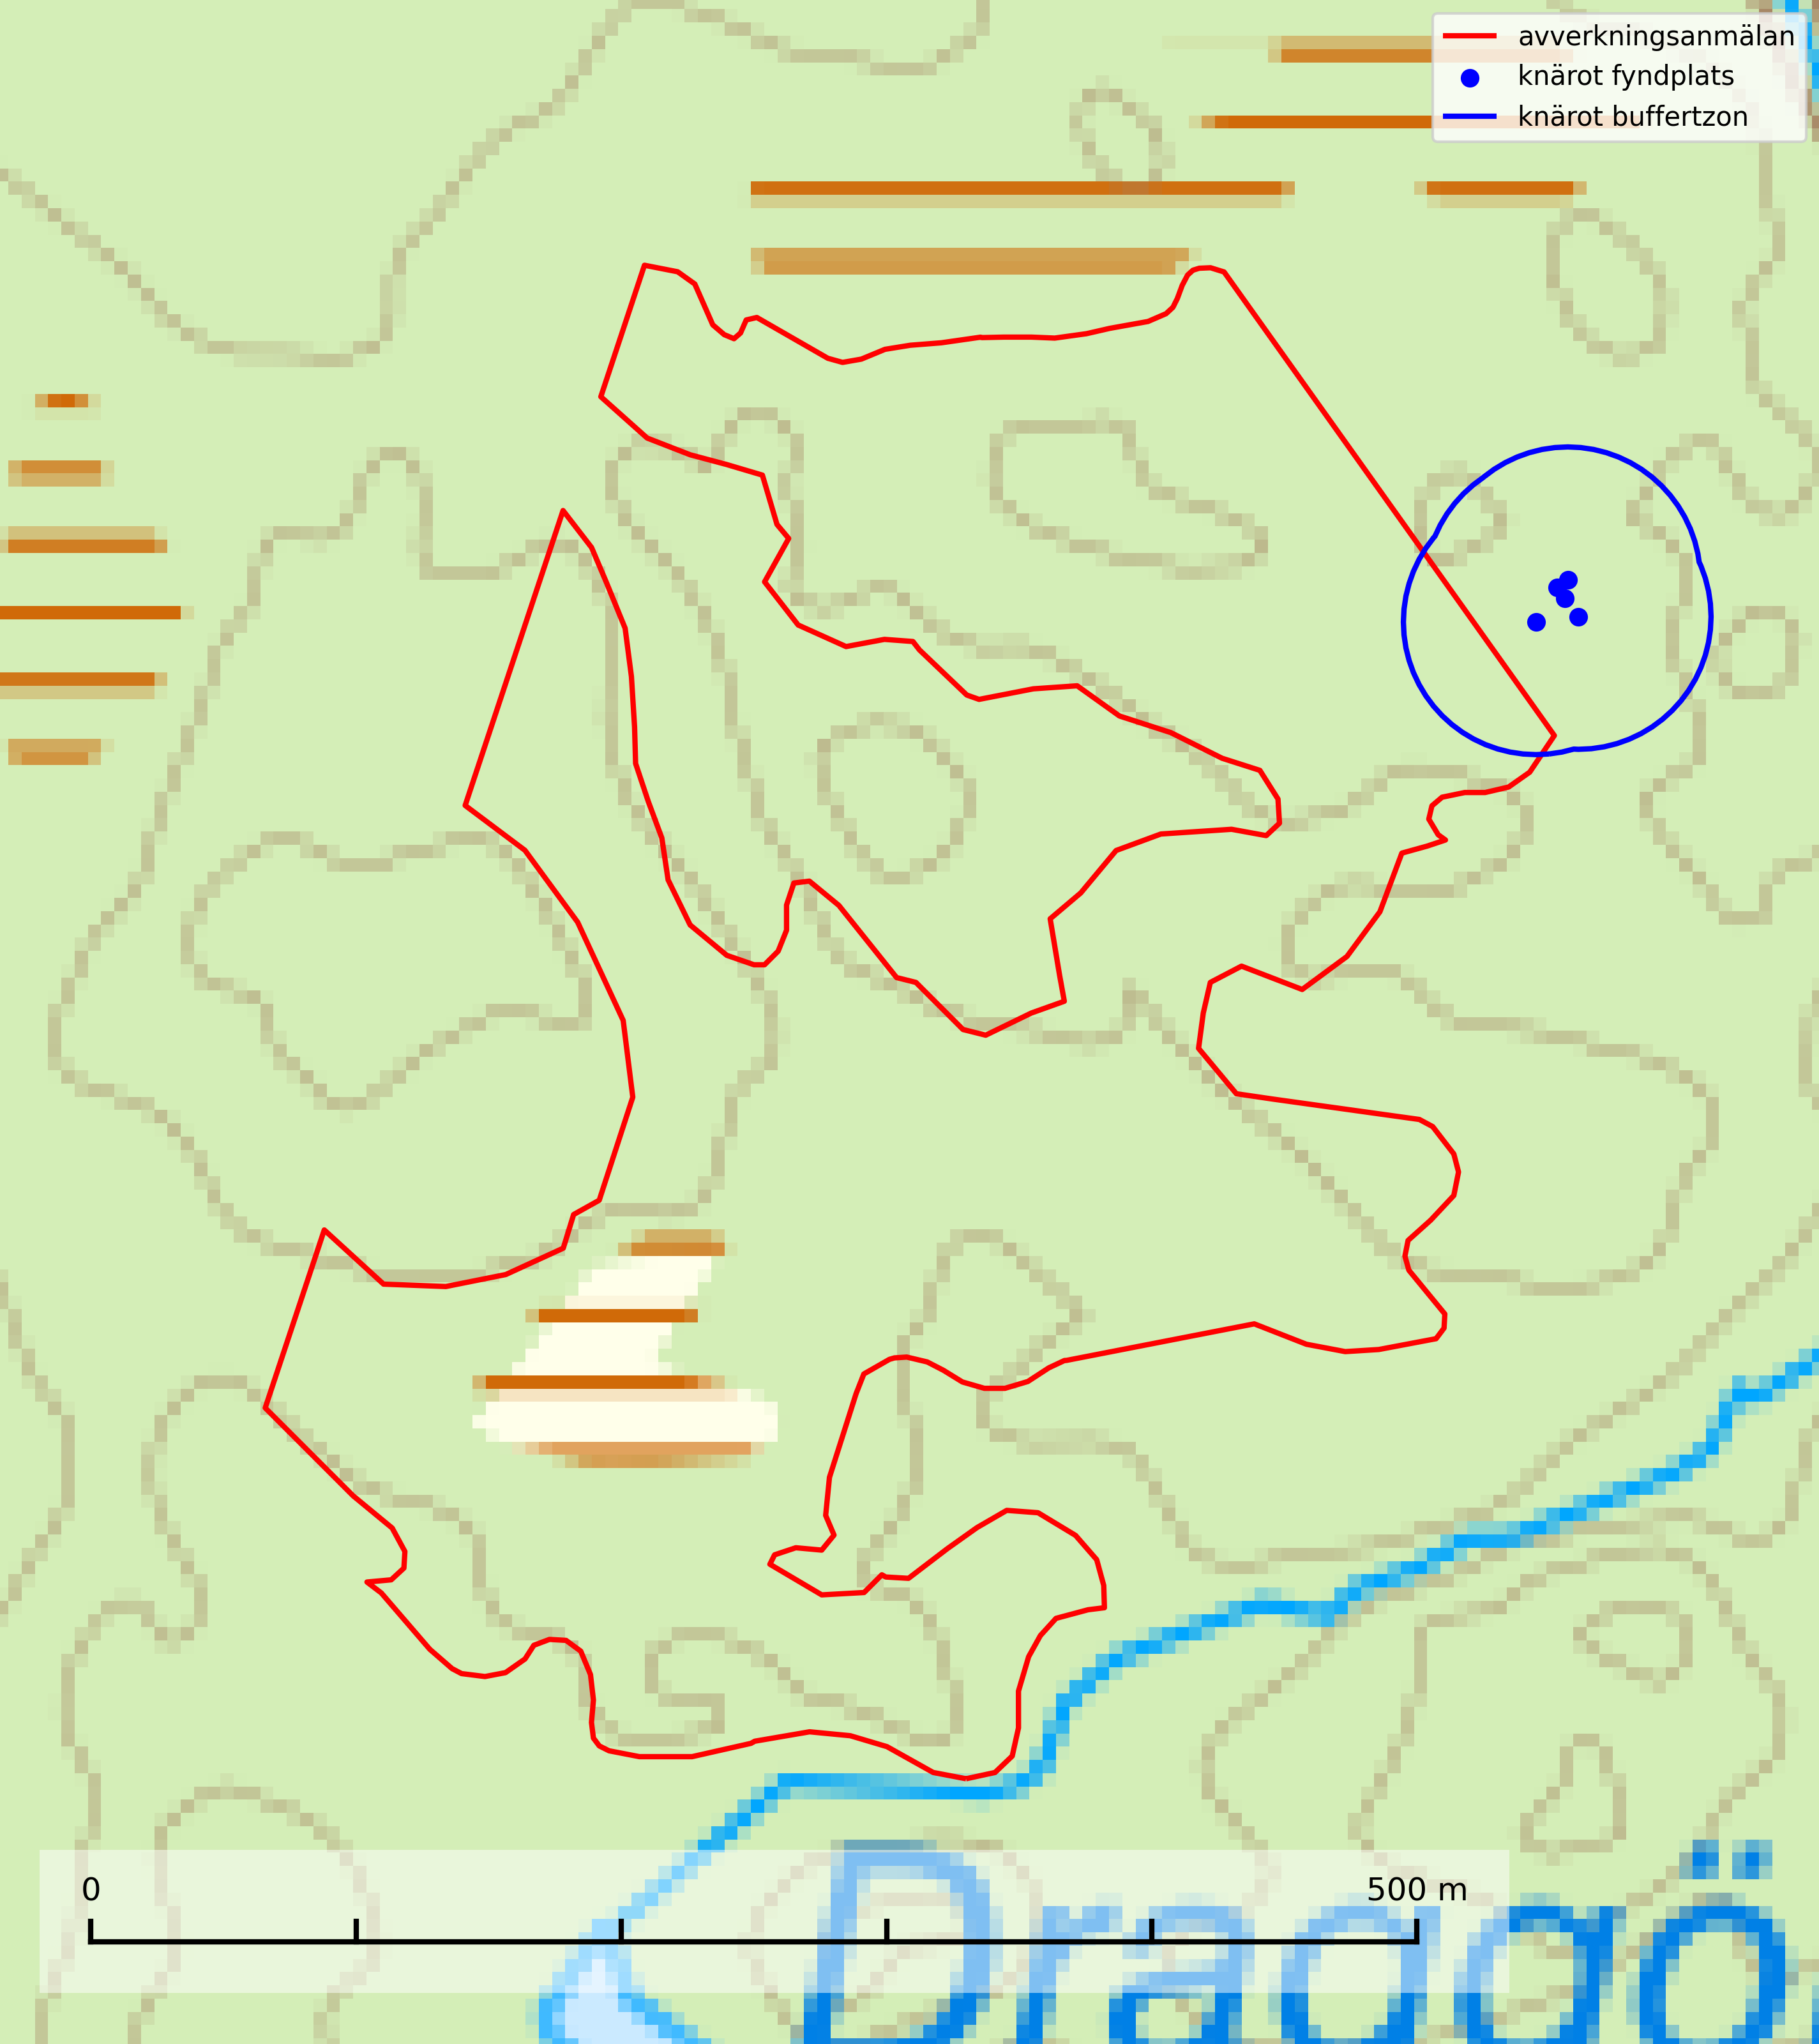 avverkningsanmälan
knärot fyndplats
knärot buffertzon
0 500 m